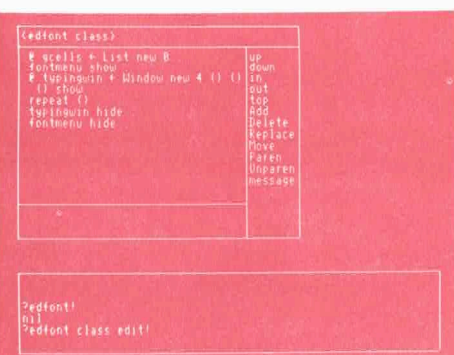 (edfont class)
gcells ← List new 8
fontmenu show
typingwin ← Window new 4 () ()
() show
repeat ()
typingwin hide
fontmenu hide
up
down
in
out
top
Add
Delete
Replace
Move
Paren
Unparen
message
?edfont!
nil
?edfont class edit!